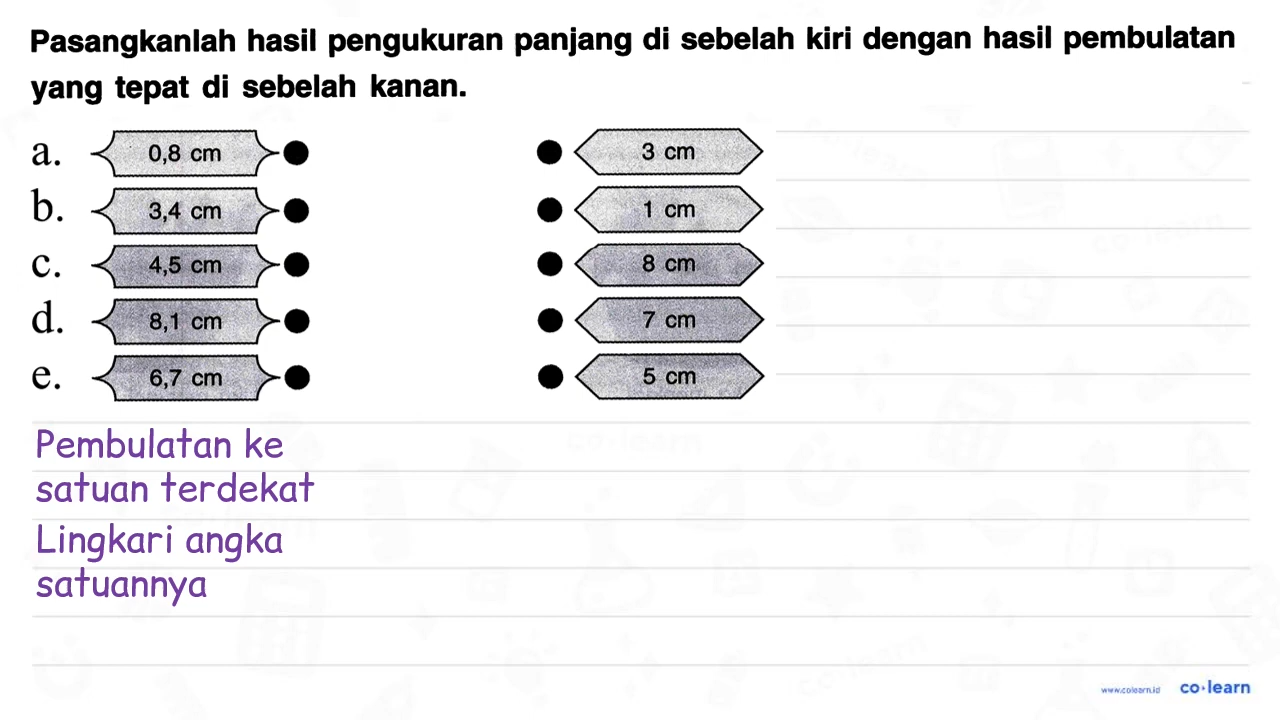 Pasangkanlah hasil pengukuran panjang di sebelah kiri dengan hasil pembulatan
yang tepat di sebelah kanan.
a. 0,8 cm 3 cm
b. 3,4 cm 1 cm
c. 4,5 cm 8 cm
d. 8,1 cm 7 cm
e. 6,7 cm 5 cm
Pembulatan ke
satuan terdekat
Lingkari angka
satuannya
www.colearn.id co·learn